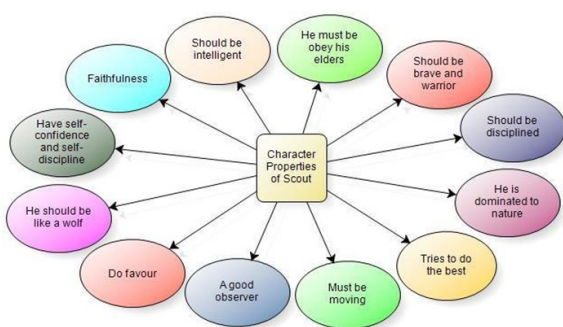 Should be
intelligent
He must be
obey his
elders
Should be
brave and
warrior
Should be
disciplined
He is
dominated to
nature
Tries to do
the best
Must be
moving
A good
observer
Do favour
He should be
like a wolf
Have self-
confidence
and self-
discipline
Faithfulness
Character
Properties
of Scout